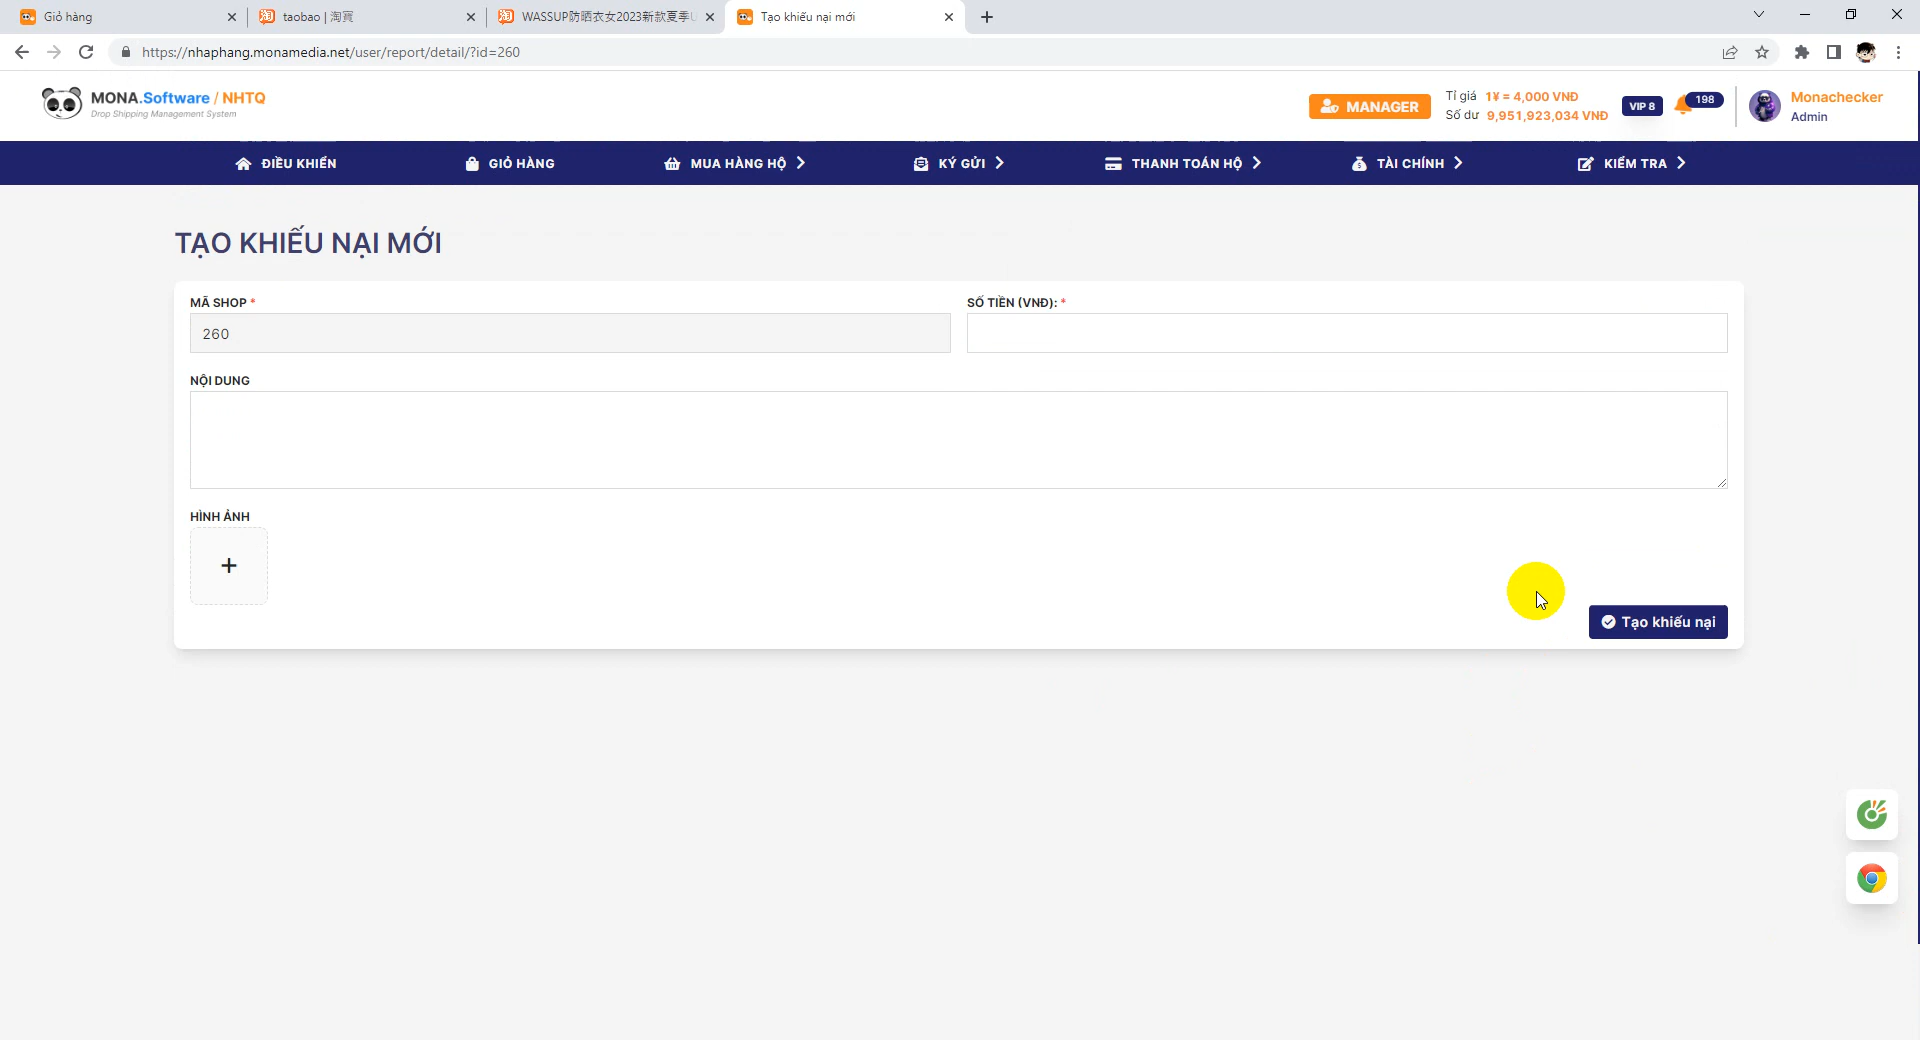 Giỏ hàng
taobao | 淘寶
WASSUP防晒衣女2023新款夏季U
Tạo khiếu nại mới
https://nhaphang.monamedia.net/user/report/detail/?id=260
MONA.Software / NHTQ
Drop Shipping Management System
MANAGER
Tỉ giá 1¥ = 4,000 VNĐ
Số dư 9,951,923,034 VNĐ
VIP 8
198
Monachecker
Admin
ĐIỀU KHIỂN
GIỎ HÀNG
MUA HÀNG HỘ
KÝ GỬI
THANH TOÁN HỘ
TÀI CHÍNH
KIỂM TRA
TẠO KHIẾU NẠI MỚI
MÃ SHOP *
SỐ TIỀN (VNĐ): *
260
NỘI DUNG
HÌNH ẢNH
+
Tạo khiếu nại